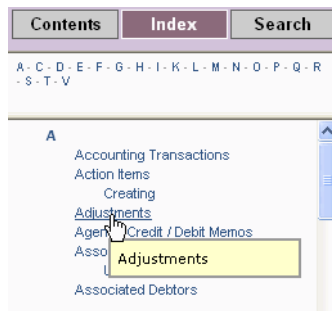 Contents Index Search
A - C - D - E - F - G - H - I - K - L - M - N - O - P - Q - R
- S - T - V
A
Accounting Transactions
Action Items
Creating
Adjustments
Credit / Debit Memos
Adjustments
Associated Debtors